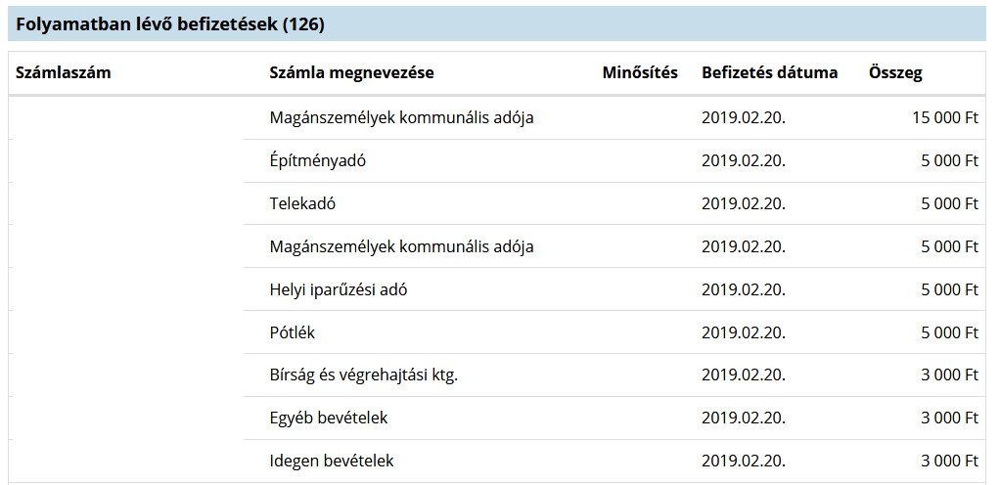 Folyamatban lévő befizetések (126)
Számlaszám Számla megnevezése Minősítés Befizetés dátuma Összeg
Magánszemélyek kommunális adója 2019.02.20. 15 000 Ft
Építményadó 2019.02.20. 5 000 Ft
Telekadó 2019.02.20. 5 000 Ft
Magánszemélyek kommunális adója 2019.02.20. 5 000 Ft
Helyi iparűzési adó 2019.02.20. 5 000 Ft
Pótlék 2019.02.20. 5 000 Ft
Bírság és végrehajtási ktg. 2019.02.20. 3 000 Ft
Egyéb bevételek 2019.02.20. 3 000 Ft
Idegen bevételek 2019.02.20. 3 000 Ft